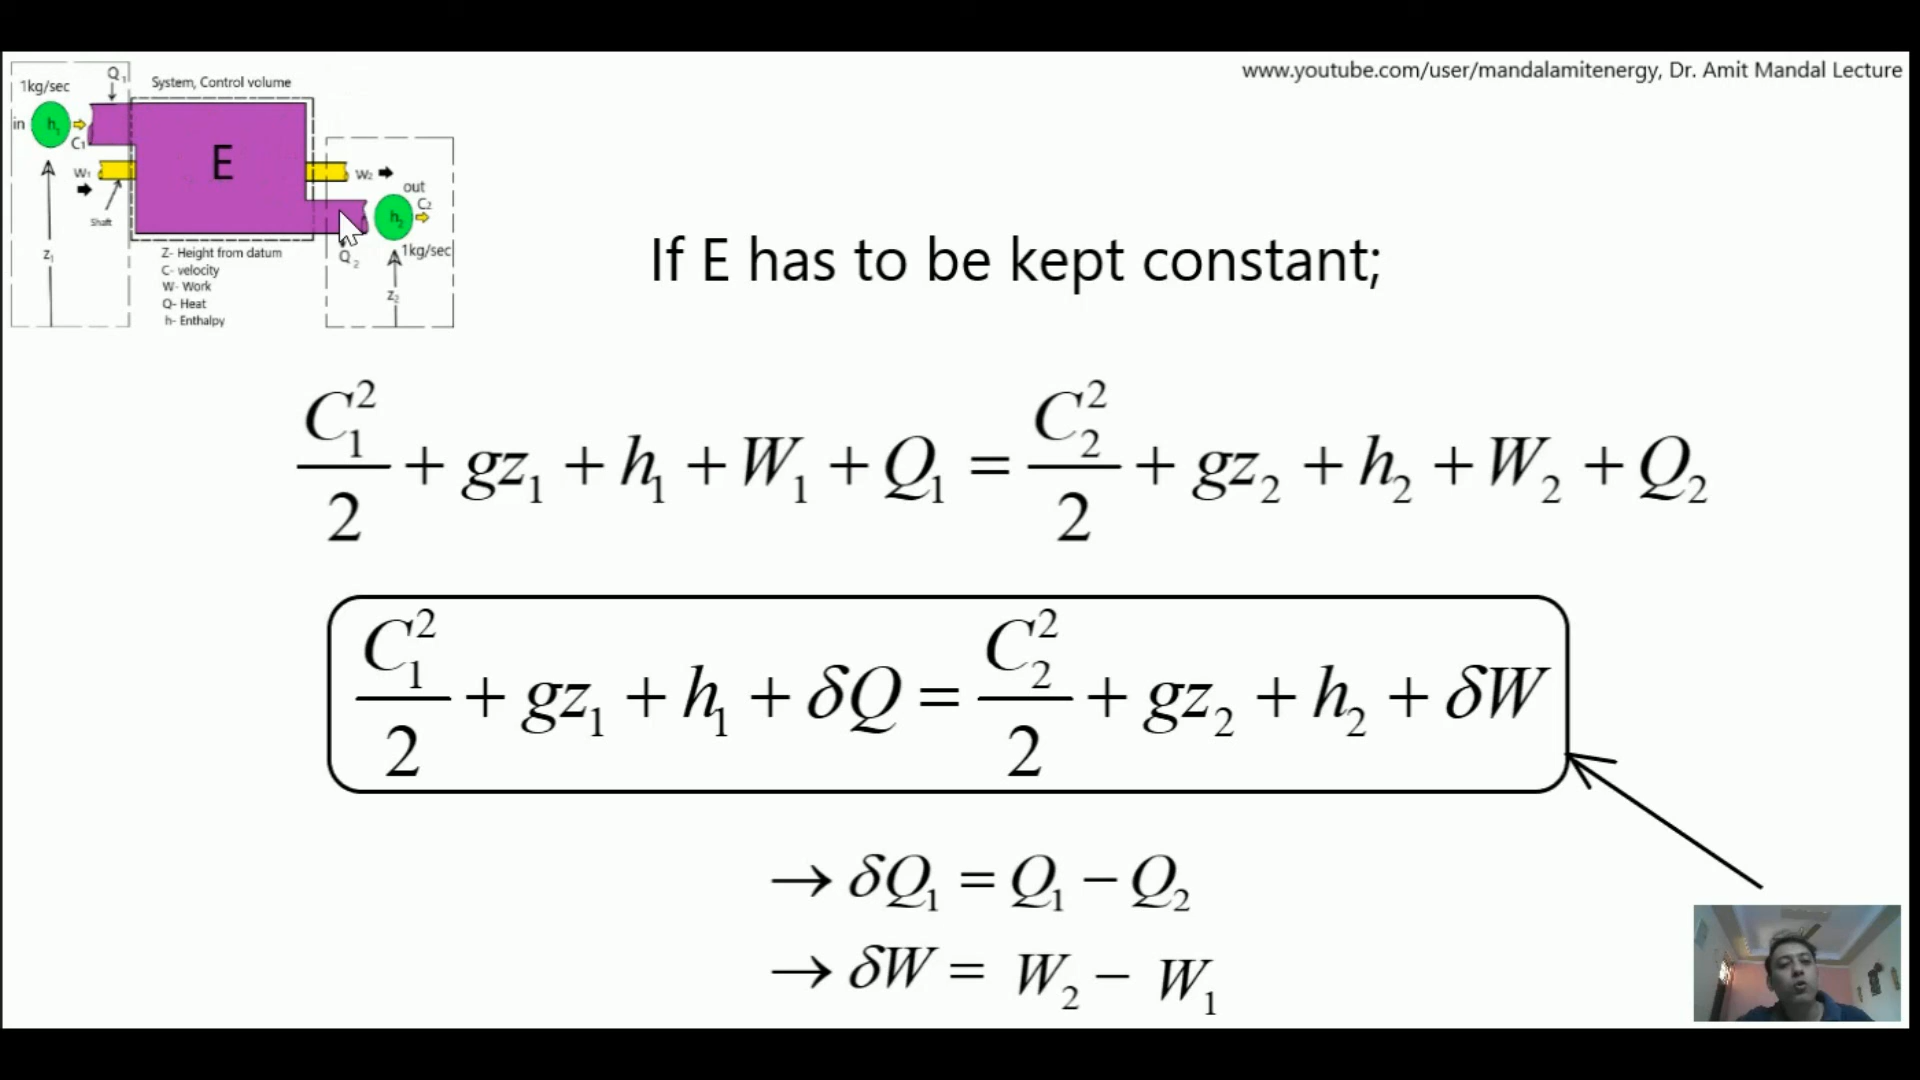 www.youtube.com/user/mandalamitenergy, Dr. Amit Mandal Lecture
Q1
System, Control volume
1kg/sec
in
h1
C1
E
W1
W2
out
C2
h2
Shaft
1kg/sec
Q2
z1
z2
Z- Height from datum
C- velocity
W- Work
Q- Heat
h- Enthalpy
If E has to be kept constant;
C₁²/2 + gz₁ + h₁ + W₁ + Q₁ = C₂²/2 + gz₂ + h₂ + W₂ + Q₂
C₁²/2 + gz₁ + h₁ + δQ = C₂²/2 + gz₂ + h₂ + δW
→ δQ₁ = Q₁ − Q₂
→ δW = W₂ − W₁